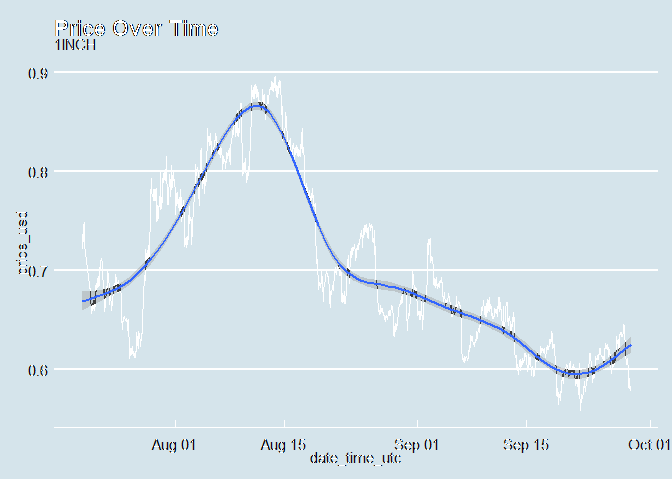 Price Over Time
1INCH
0.9
0.8
0.7
0.6
price_usd
Aug 01 Aug 15 Sep 01 Sep 15 Oct 01
date_time_utc